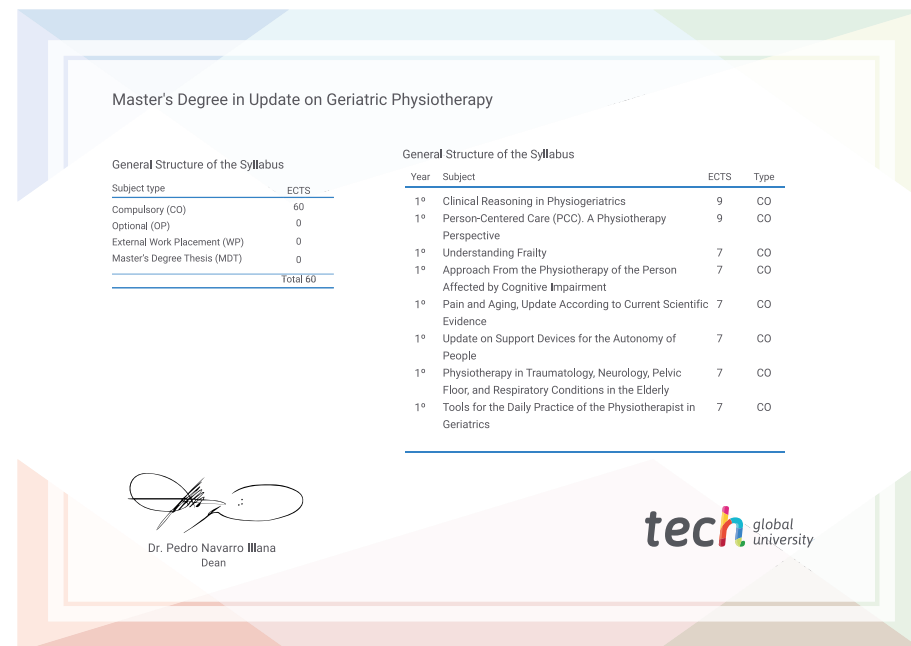 Master's Degree in Update on Geriatric Physiotherapy
General Structure of the Syllabus
Subject type ECTS
Compulsory (CO) 60
Optional (OP) 0
External Work Placement (WP) 0
Master's Degree Thesis (MDT) 0
Total 60
General Structure of the Syllabus
Year Subject ECTS Type
1º Clinical Reasoning in Physiogeriatrics 9 CO
1º Person-Centered Care (PCC). A Physiotherapy 9 CO
Perspective
1º Understanding Frailty 7 CO
1º Approach From the Physiotherapy of the Person 7 CO
Affected by Cognitive Impairment
1º Pain and Aging, Update According to Current Scientific 7 CO
Evidence
1º Update on Support Devices for the Autonomy of 7 CO
People
1º Physiotherapy in Traumatology, Neurology, Pelvic 7 CO
Floor, and Respiratory Conditions in the Elderly
1º Tools for the Daily Practice of the Physiotherapist in 7 CO
Geriatrics
Dr. Pedro Navarro Illana
Dean
tech global
university